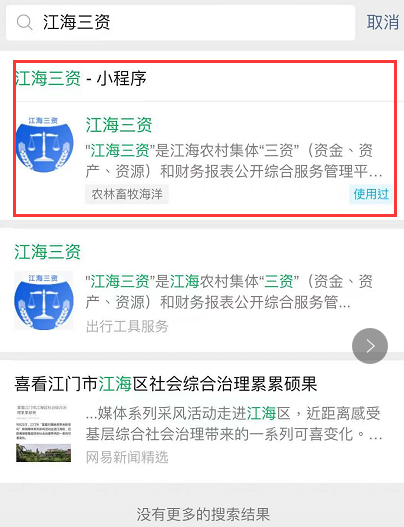 江海三资
取消
江海三资 - 小程序
江海三资
江海三资
"江海三资"是江海农村集体“三资”（资金、资
产、资源）和财务报表公开综合服务管理平...
农林畜牧海洋
使用过
江海三资
江海三资
"江海三资"是江海农村集体“三资”（资金、资
产、资源）和财务报表公开综合服务管...
出行工具服务
喜看江门市江海区社会综合治理累累硕果
...媒体系列采风活动走进江海区，近距离感受
基层综合社会治理带来的一系列可喜变化。...
网易新闻精选
没有更多的搜索结果